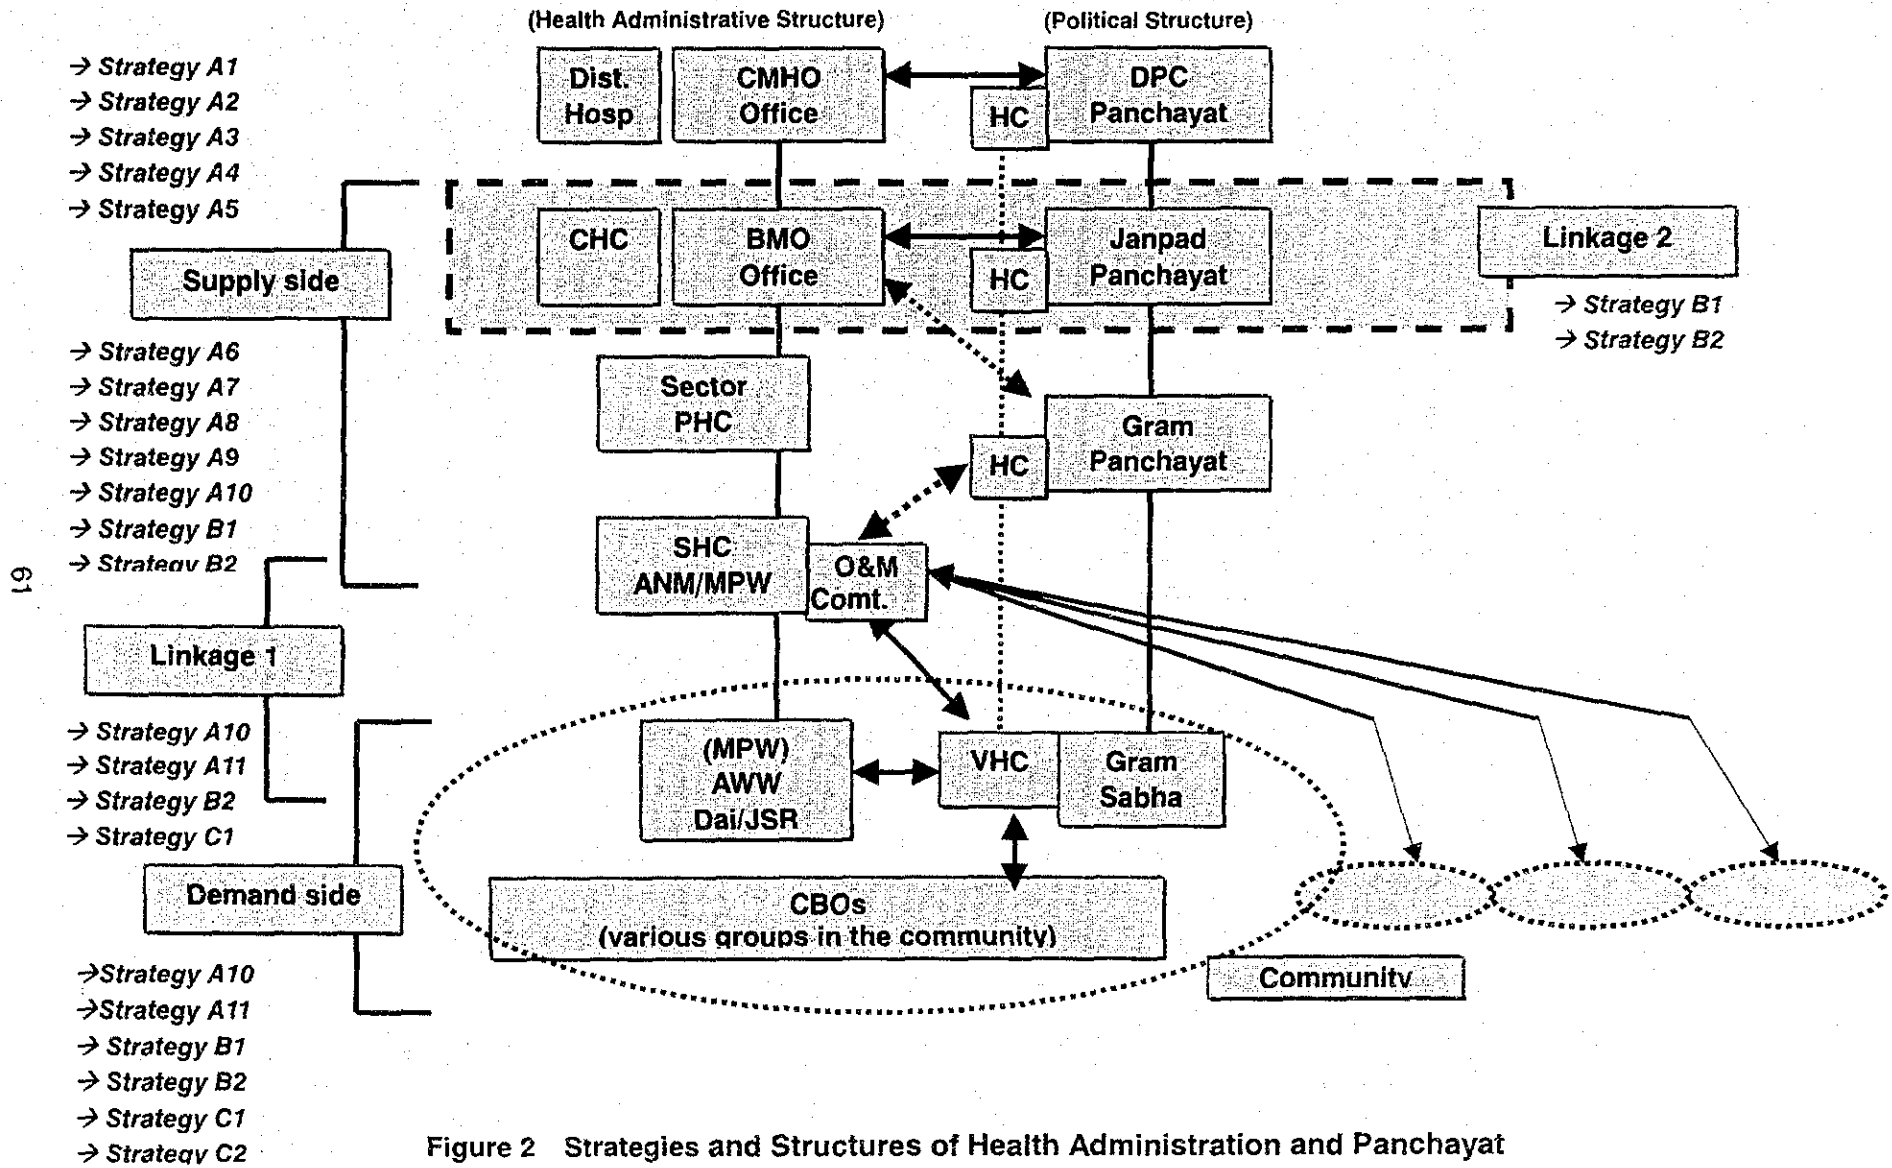 (Health Administrative Structure)
(Political Structure)
→ Strategy A1
→ Strategy A2
→ Strategy A3
→ Strategy A4
→ Strategy A5
Supply side
→ Strategy A6
→ Strategy A7
→ Strategy A8
→ Strategy A9
→ Strategy A10
→ Strategy B1
→ Strategy B2
Linkage 1
→ Strategy A10
→ Strategy A11
→ Strategy B2
→ Strategy C1
Demand side
→Strategy A10
→Strategy A11
→ Strategy B1
→ Strategy B2
→ Strategy C1
→ Strategy C2
Dist.
Hosp
CMHO
Office
HC
DPC
Panchayat
CHC
BMO
Office
HC
Janpad
Panchayat
Linkage 2
→ Strategy B1
→ Strategy B2
Sector
PHC
HC
Gram
Panchayat
SHC
ANM/MPW
O&M
Comt.
(MPW)
AWW
Dai/JSR
VHC
Gram
Sabha
CBOs
(various groups in the community)
Community
61
Figure 2 Strategies and Structures of Health Administration and Panchayat